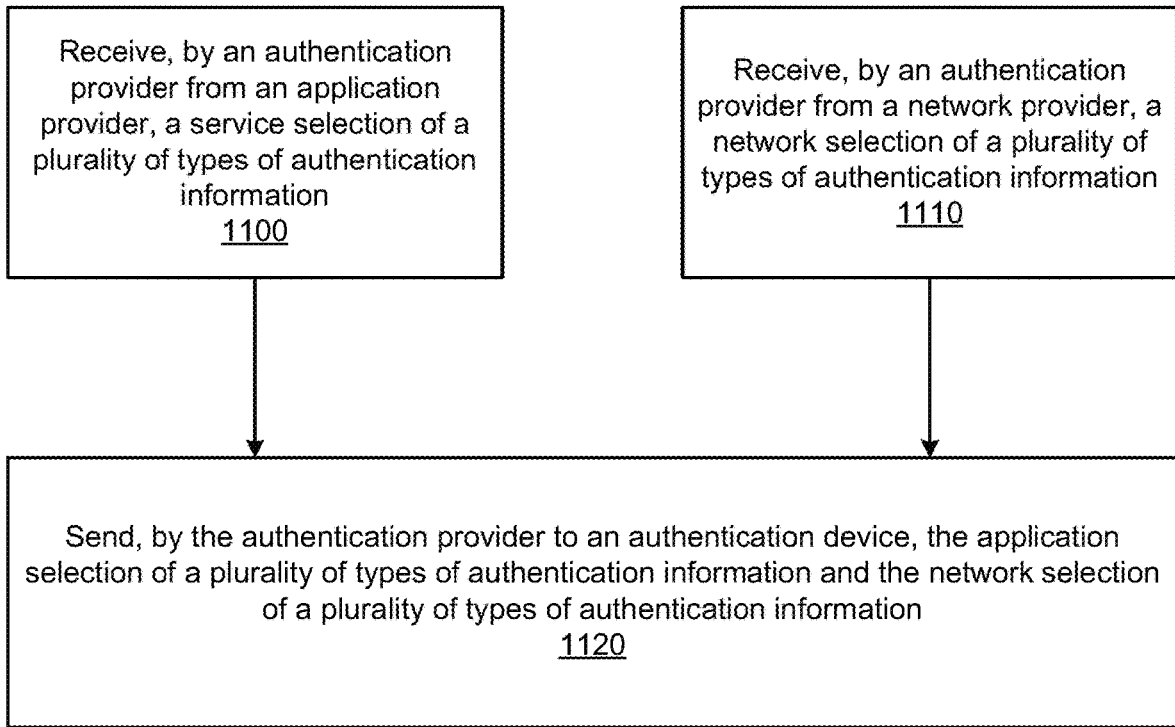 Receive, by an authentication
provider from an application
provider, a service selection of a
plurality of types of authentication
information
1100
Receive, by an authentication
provider from a network provider, a
network selection of a plurality of
types of authentication information
1110
Send, by the authentication provider to an authentication device, the application
selection of a plurality of types of authentication information and the network selection
of a plurality of types of authentication information
1120